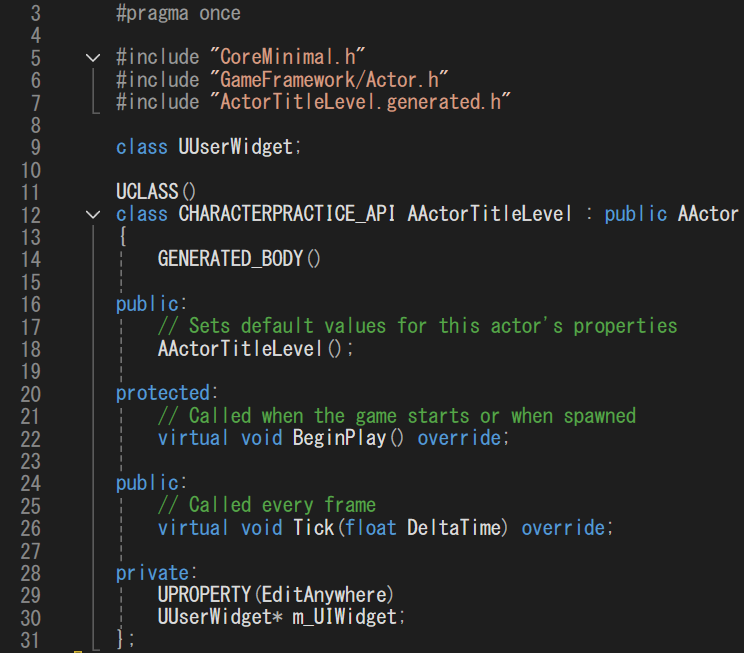 3 #pragma once
4
5 #include "CoreMinimal.h"
6 #include "GameFramework/Actor.h"
7 #include "ActorTitleLevel.generated.h"
8
9 class UUserWidget;
10
11 UCLASS()
12 class CHARACTERPRACTICE_API AActorTitleLevel : public AActor
13 {
14 GENERATED_BODY()
15
16 public:
17 // Sets default values for this actor's properties
18 AActorTitleLevel();
19
20 protected:
21 // Called when the game starts or when spawned
22 virtual void BeginPlay() override;
23
24 public:
25 // Called every frame
26 virtual void Tick(float DeltaTime) override;
27
28 private:
29 UPROPERTY(EditAnywhere)
30 UUserWidget* m_UIWidget;
31 };